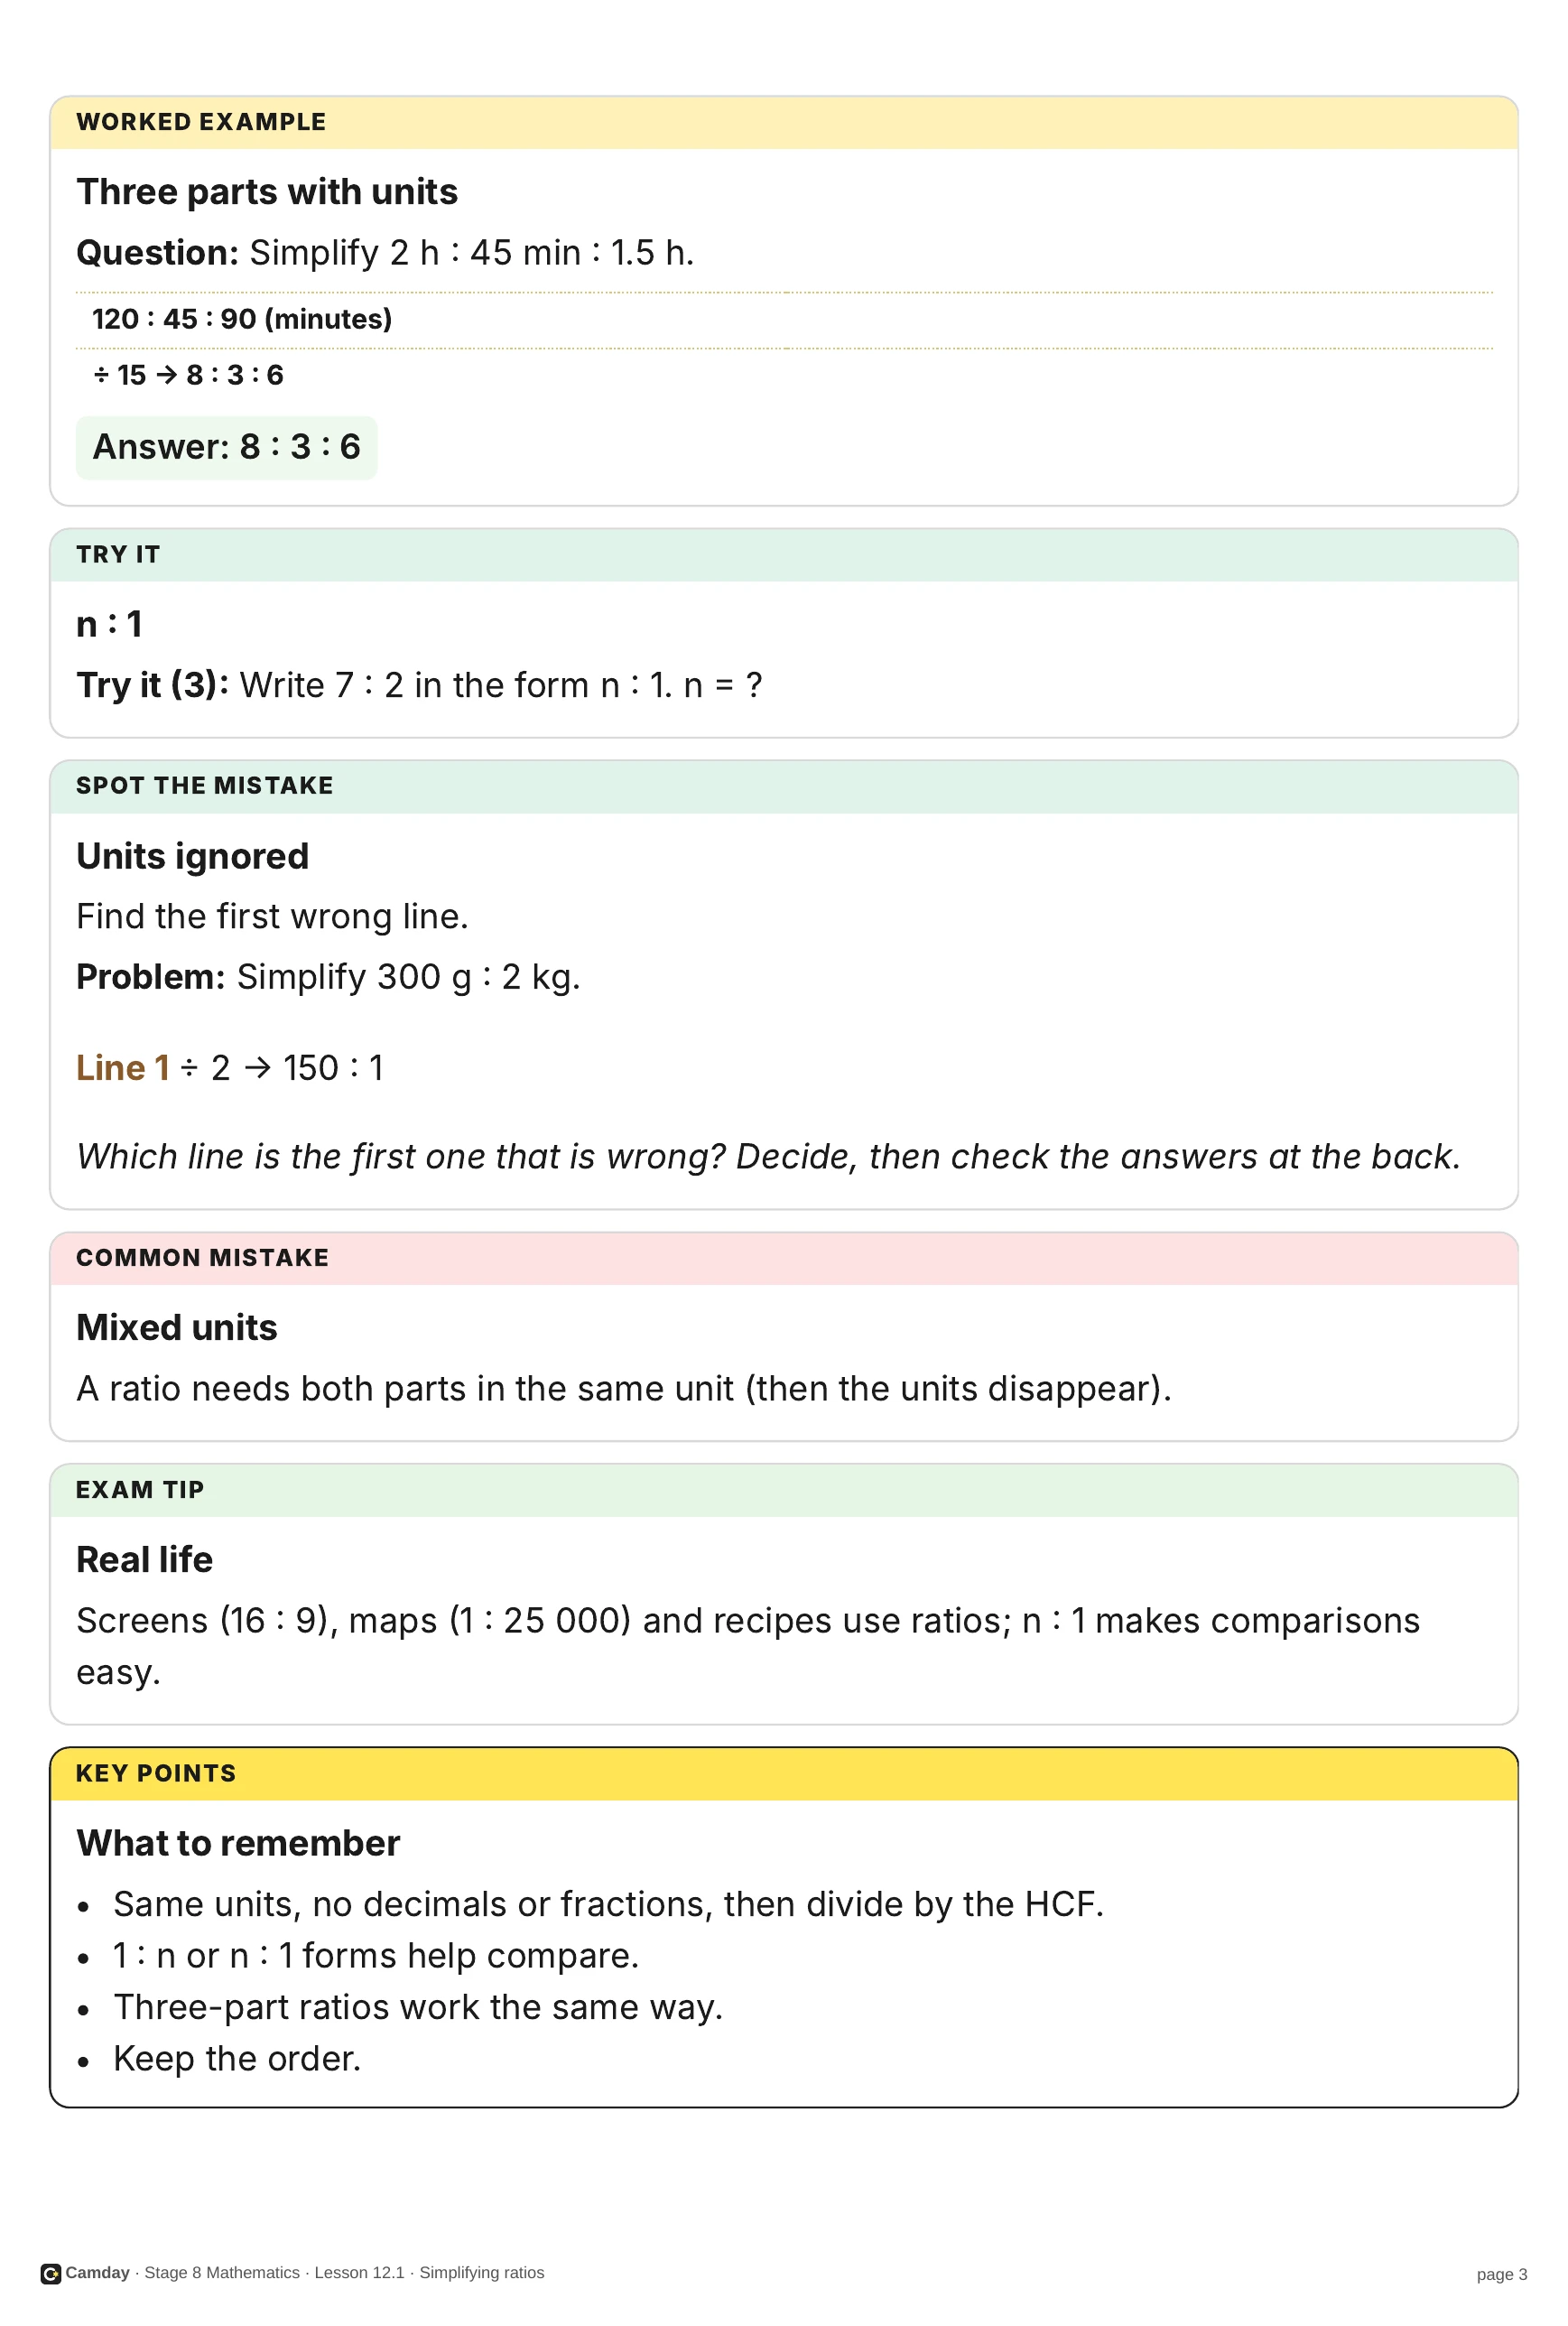 WORKED EXAMPLE
Three parts with units
Question: Simplify 2 h : 45 min : 1.5 h.
120 : 45 : 90 (minutes)
÷ 15 → 8 : 3 : 6
Answer: 8 : 3 : 6
TRY IT
n : 1
Try it (3): Write 7 : 2 in the form n : 1. n = ?
SPOT THE MISTAKE
Units ignored
Find the first wrong line.
Problem: Simplify 300 g : 2 kg.
Line 1 ÷ 2 → 150 : 1
Which line is the first one that is wrong? Decide, then check the answers at the back.
COMMON MISTAKE
Mixed units
A ratio needs both parts in the same unit (then the units disappear).
EXAM TIP
Real life
Screens (16 : 9), maps (1 : 25 000) and recipes use ratios; n : 1 makes comparisons
easy.
KEY POINTS
What to remember
• Same units, no decimals or fractions, then divide by the HCF.
• 1 : n or n : 1 forms help compare.
• Three-part ratios work the same way.
• Keep the order.
Camday · Stage 8 Mathematics · Lesson 12.1 · Simplifying ratios
page 3